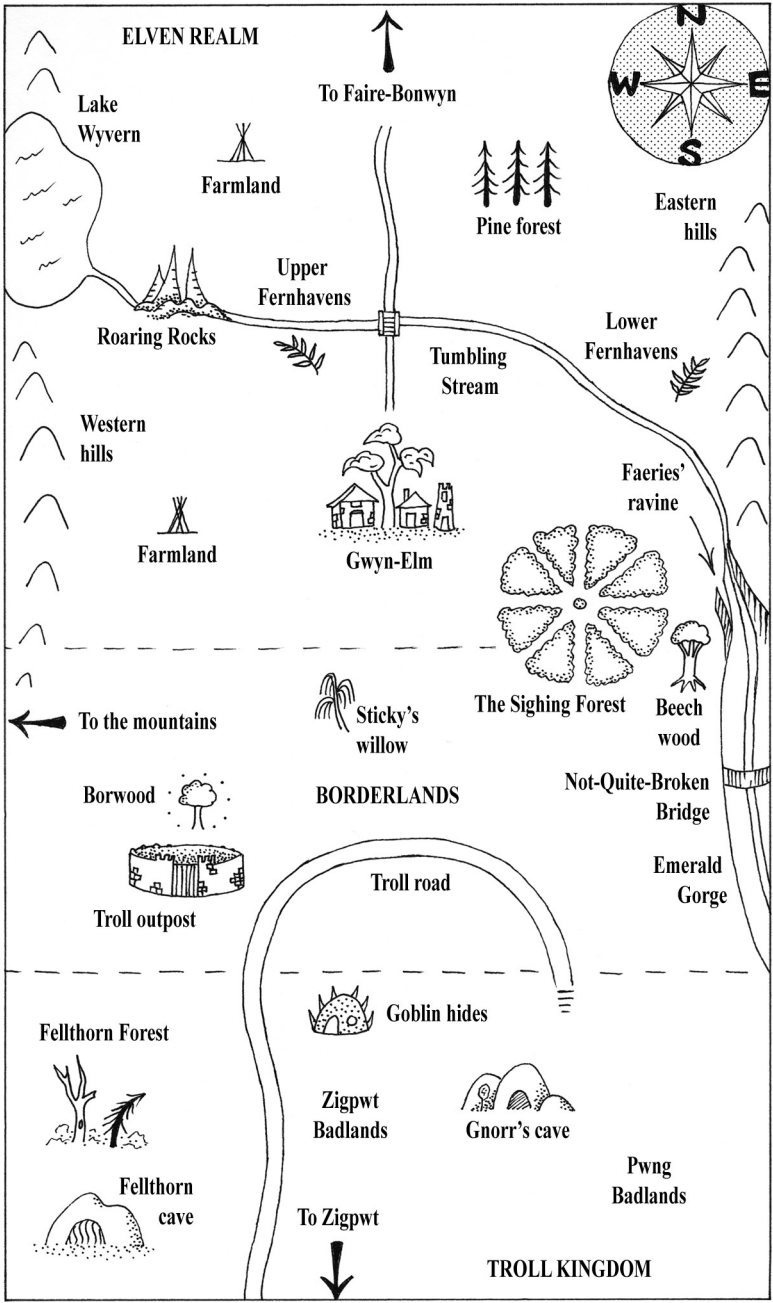 N
W
E
S
ELVEN REALM
To Faire-Bonwyn
Lake
Wyvern
Farmland
Pine forest
Eastern
hills
Upper
Fernhavens
Roaring Rocks
Lower
Fernhavens
Tumbling
Stream
Western
hills
Faeries’
ravine
Farmland
Gwyn-Elm
The Sighing Forest
Beech
wood
To the mountains
Sticky’s
willow
Borwood
BORDERLANDS
Not-Quite-Broken
Bridge
Troll road
Emerald
Gorge
Troll outpost
Goblin hides
Fellthorn Forest
Zigpwt
Badlands
Gnorr’s cave
Pwng
Badlands
Fellthorn
cave
To Zigpwt
TROLL KINGDOM